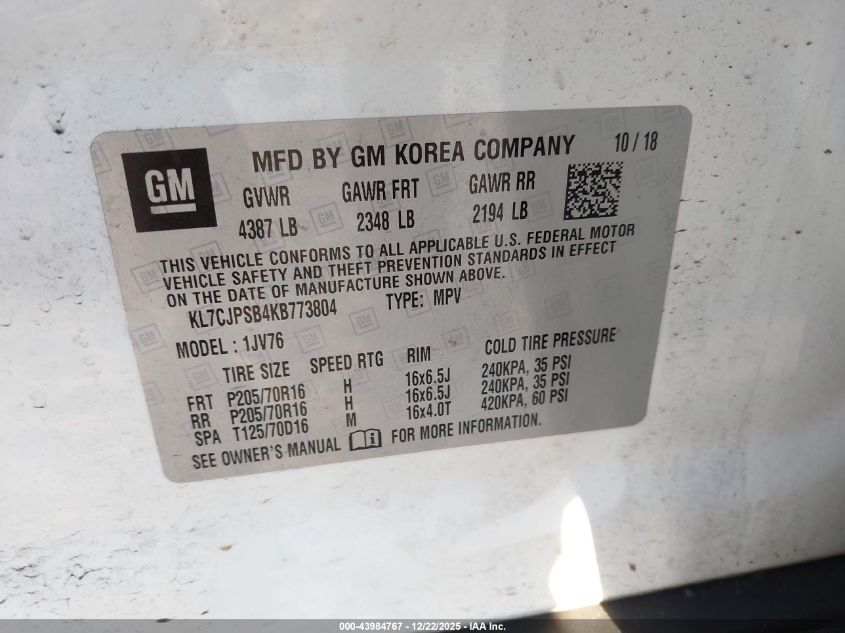 GM
MFD BY GM KOREA COMPANY 10 / 18
GVWR GAWR FRT GAWR RR
4387 LB 2348 LB 2194 LB
THIS VEHICLE CONFORMS TO ALL APPLICABLE U.S. FEDERAL MOTOR
VEHICLE SAFETY AND THEFT PREVENTION STANDARDS IN EFFECT
ON THE DATE OF MANUFACTURE SHOWN ABOVE.
KL7CJPSB4KB773804 TYPE: MPV
MODEL : 1JV76
TIRE SIZE SPEED RTG RIM COLD TIRE PRESSURE
FRT P205/70R16 H 16x6.5J 240KPA, 35 PSI
RR P205/70R16 H 16x6.5J 240KPA, 35 PSI
SPA T125/70D16 M 16x4.0T 420KPA, 60 PSI
SEE OWNER'S MANUAL FOR MORE INFORMATION.
000-43984767 - 12/22/2025 - IAA Inc.